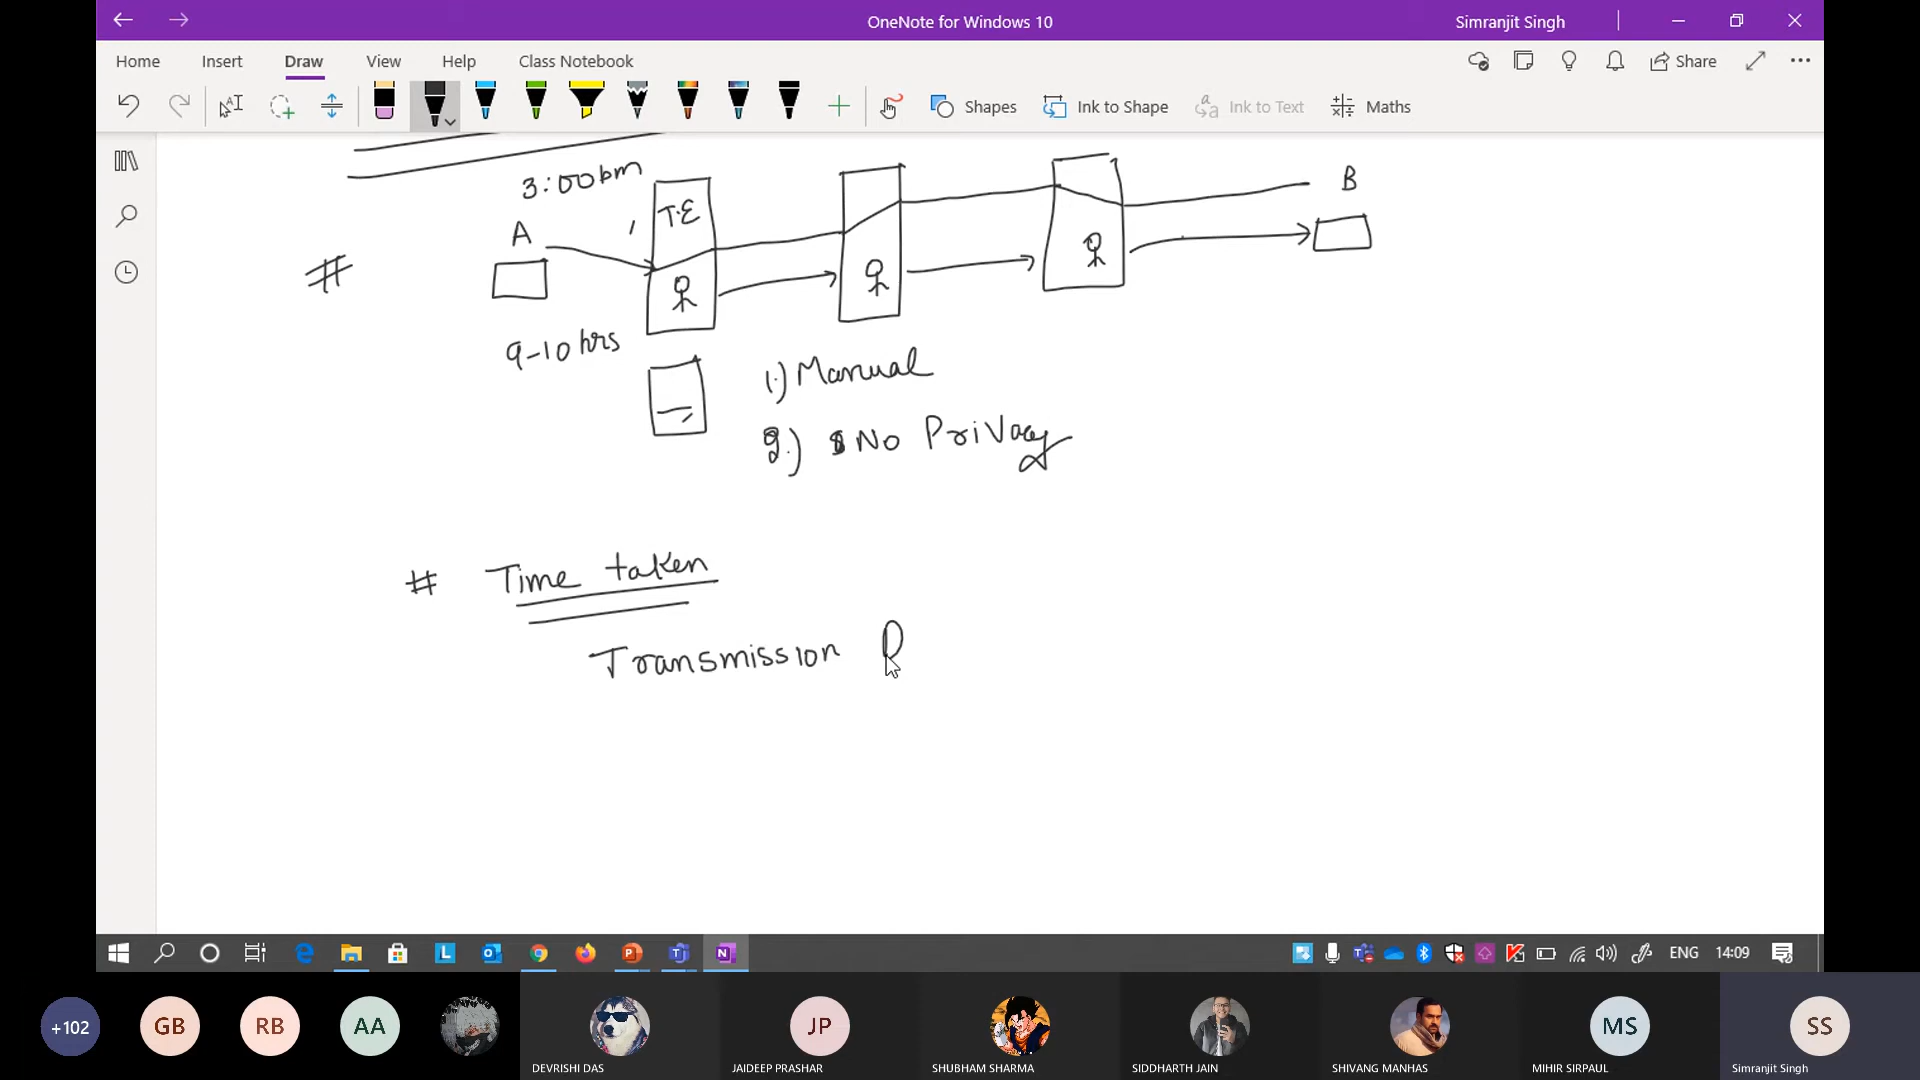 OneNote for Windows 10
Simranjit Singh
Home Insert Draw View Help Class Notebook
Share
Shapes
Ink to Shape
Ink to Text
Maths
3:00pm
T.E
A
B
#
9-10 hrs
1.) Manual
2.) No Privacy
# Time taken
Transmission D
ENG 14:09
+102
GB
RB
AA
JP
MS
SS
DEVRISHI DAS
JAIDEEP PRASHAR
SHUBHAM SHARMA
SIDDHARTH JAIN
SHIVANG MANHAS
MIHIR SIRPAUL
Simranjit Singh